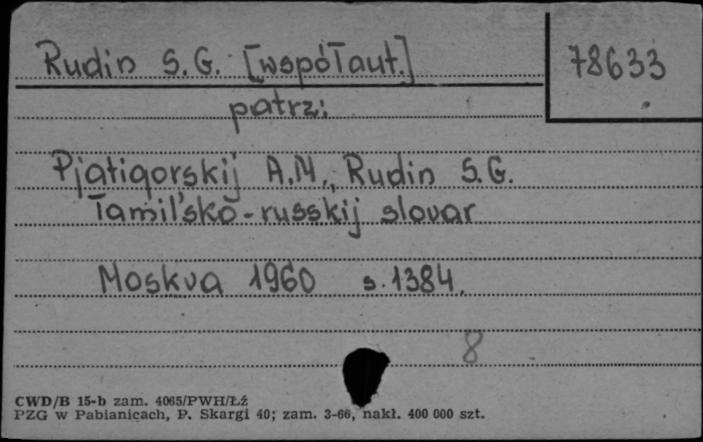 Rudin S.G. [współaut.] 78633
patrz:
Pjatigorskij A.M., Rudin S.G.
Tamil'sko-russkij slovar
Moskva 1960 s. 1384.
8
CWD/B 15-b zam. 4065/PWH/ŁŻ
PZG w Pabianicach, P. Skargi 40; zam. 3-66, nakł. 400 000 szt.